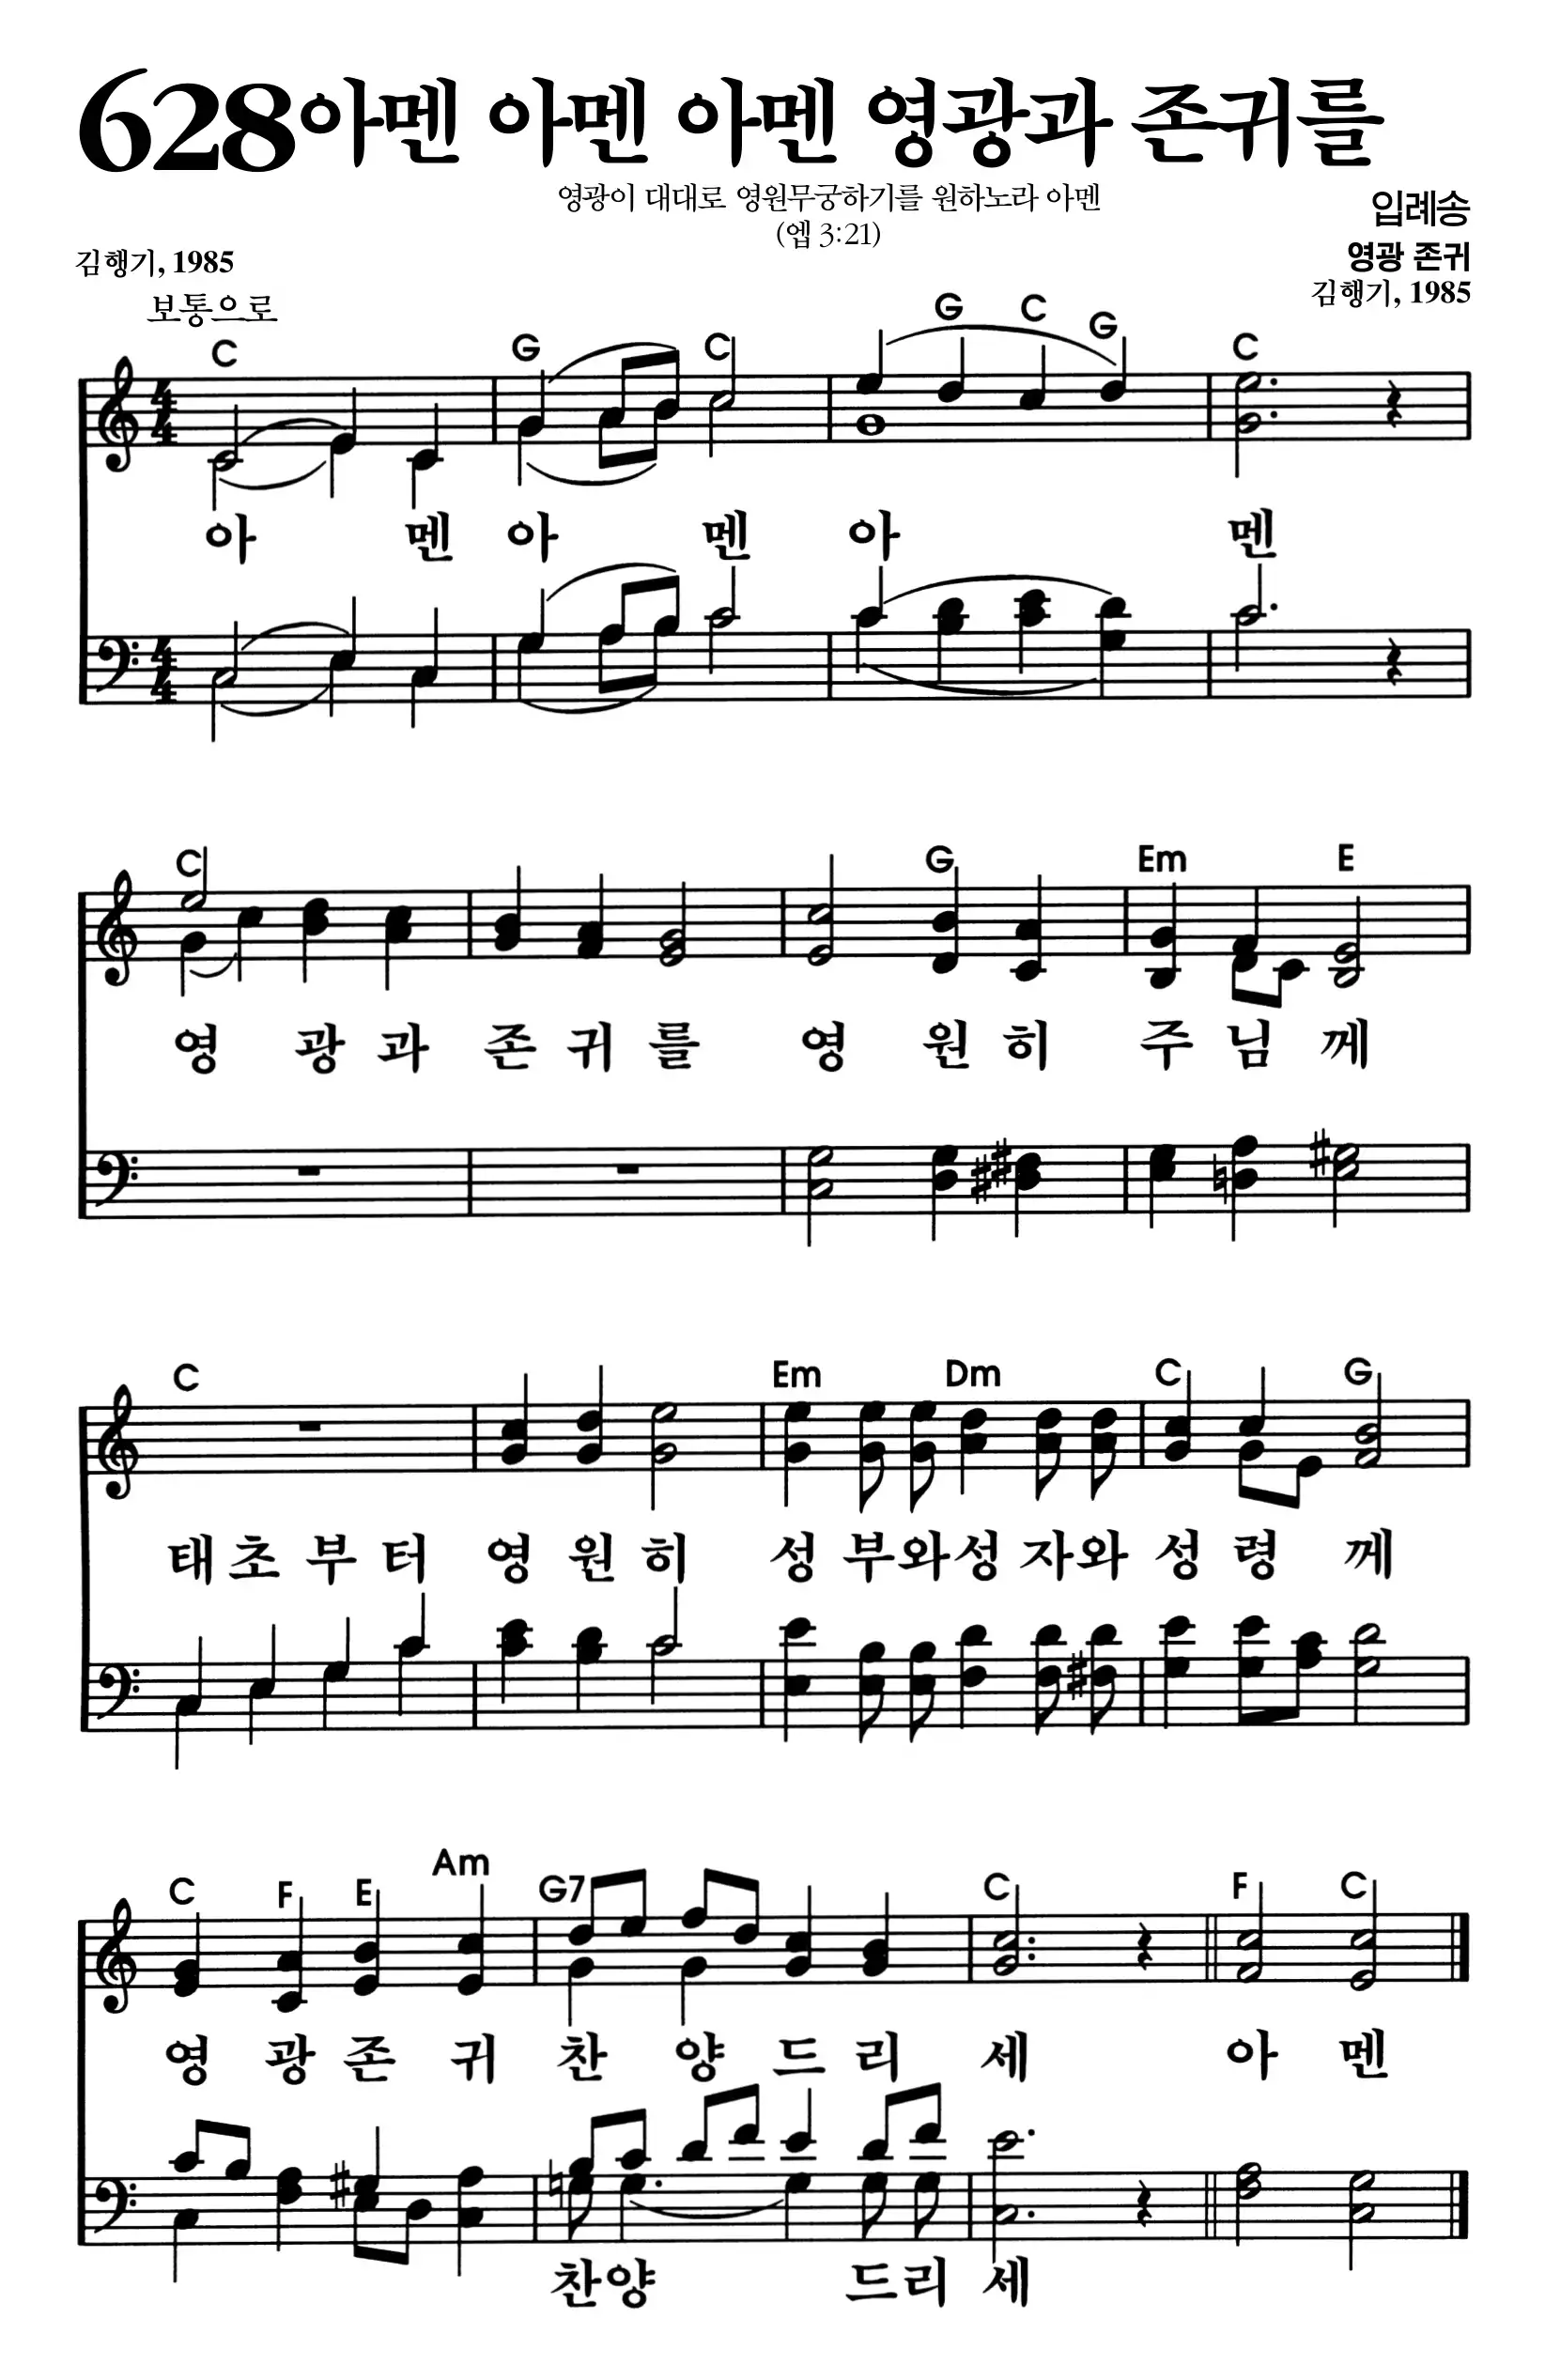 628 아멘 아멘 아멘 영광과 존귀를
영광이 대대로 영원무궁하기를 원하노라 아멘
(엡 3:21)
입례송
영광 존귀
김행기, 1985
김행기, 1985
보통으로
C G C G C G C
4 4
아 멘 아 멘 아 멘
4 4
C G Em E
영 광 과 존 귀 를 영 원 히 주 님 께
C Em Dm C G
태 초 부 터 영 원 히 성 부 와 성 자 와 성 령 께
C F E Am G7 C F C
영 광 존 귀 찬 양 드 리 세 아 멘
찬 양 드 리 세